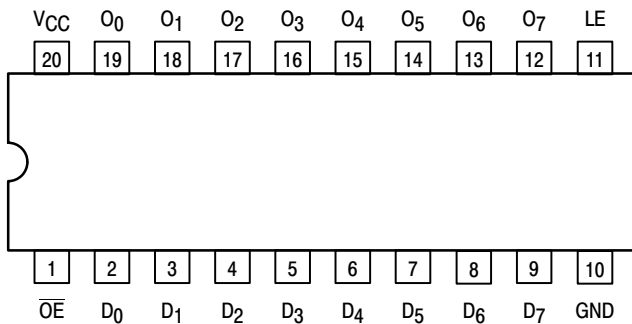 VCC O0 O1 O2 O3 O4 O5 O6 O7 LE
20 19 18 17 16 15 14 13 12 11
1 2 3 4 5 6 7 8 9 10
O̅E̅ D0 D1 D2 D3 D4 D5 D6 D7 GND